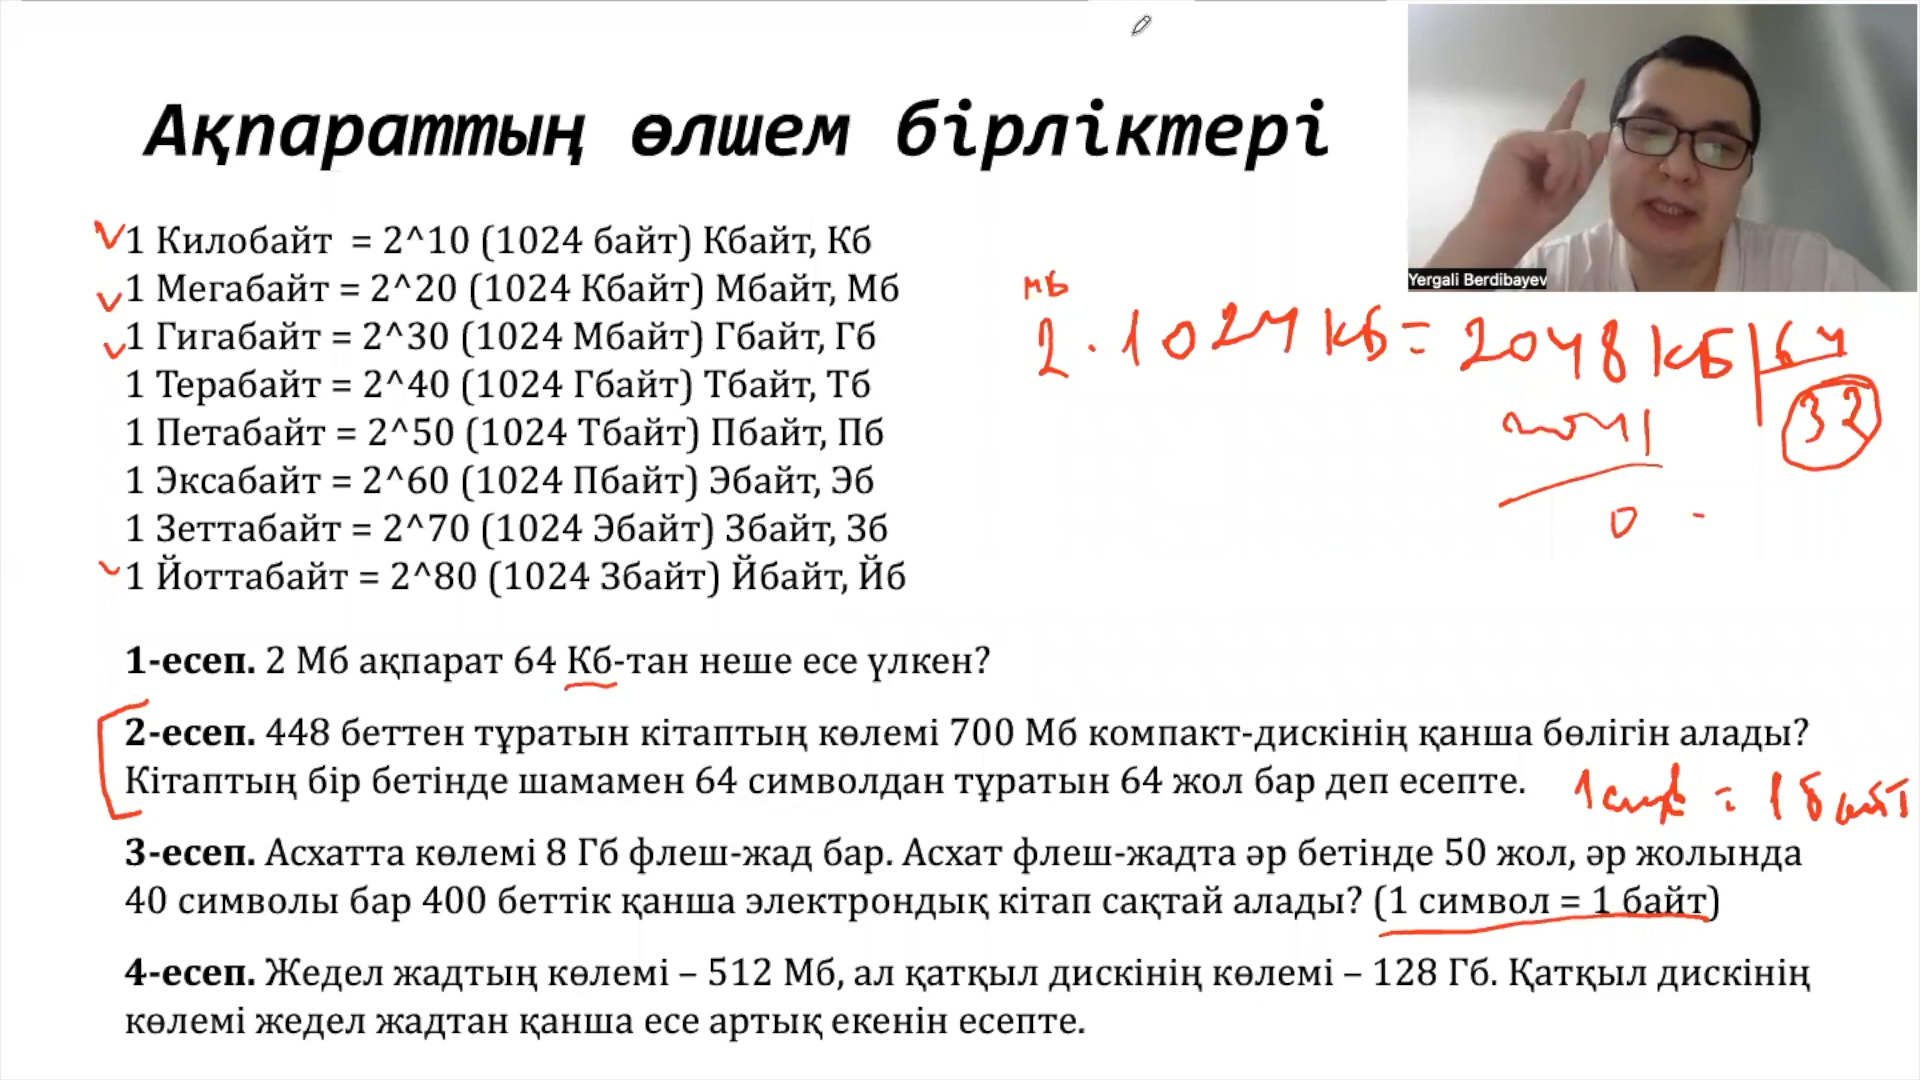 Ақпараттың өлшем бірліктері
1 Килобайт = 2^10 (1024 байт) Кбайт, Кб
1 Мегабайт = 2^20 (1024 Кбайт) Мбайт, Мб
1 Гигабайт = 2^30 (1024 Мбайт) Гбайт, Гб
1 Терабайт = 2^40 (1024 Гбайт) Тбайт, Тб
1 Петабайт = 2^50 (1024 Тбайт) Пбайт, Пб
1 Эксабайт = 2^60 (1024 Пбайт) Эбайт, Эб
1 Зеттабайт = 2^70 (1024 Эбайт) Збайт, Зб
1 Йоттабайт = 2^80 (1024 Збайт) Йбайт, Йб
Yergali Berdibayev
мб
2 · 1024 кб = 2048 кб 64
32
0
1-есеп. 2 Мб ақпарат 64 Кб-тан неше есе үлкен?
2-есеп. 448 беттен тұратын кітаптың көлемі 700 Мб компакт-дискінің қанша бөлігін алады?
Кітаптың бір бетінде шамамен 64 символдан тұратын 64 жол бар деп есепте.
1 симв = 1 байт
3-есеп. Асхатта көлемі 8 Гб флеш-жад бар. Асхат флеш-жадта әр бетінде 50 жол, әр жолында
40 символы бар 400 беттік қанша электрондық кітап сақтай алады? (1 символ = 1 байт)
4-есеп. Жедел жадтың көлемі – 512 Мб, ал қатқыл дискінің көлемі – 128 Гб. Қатқыл дискінің
көлемі жедел жадтан қанша есе артық екенін есепте.